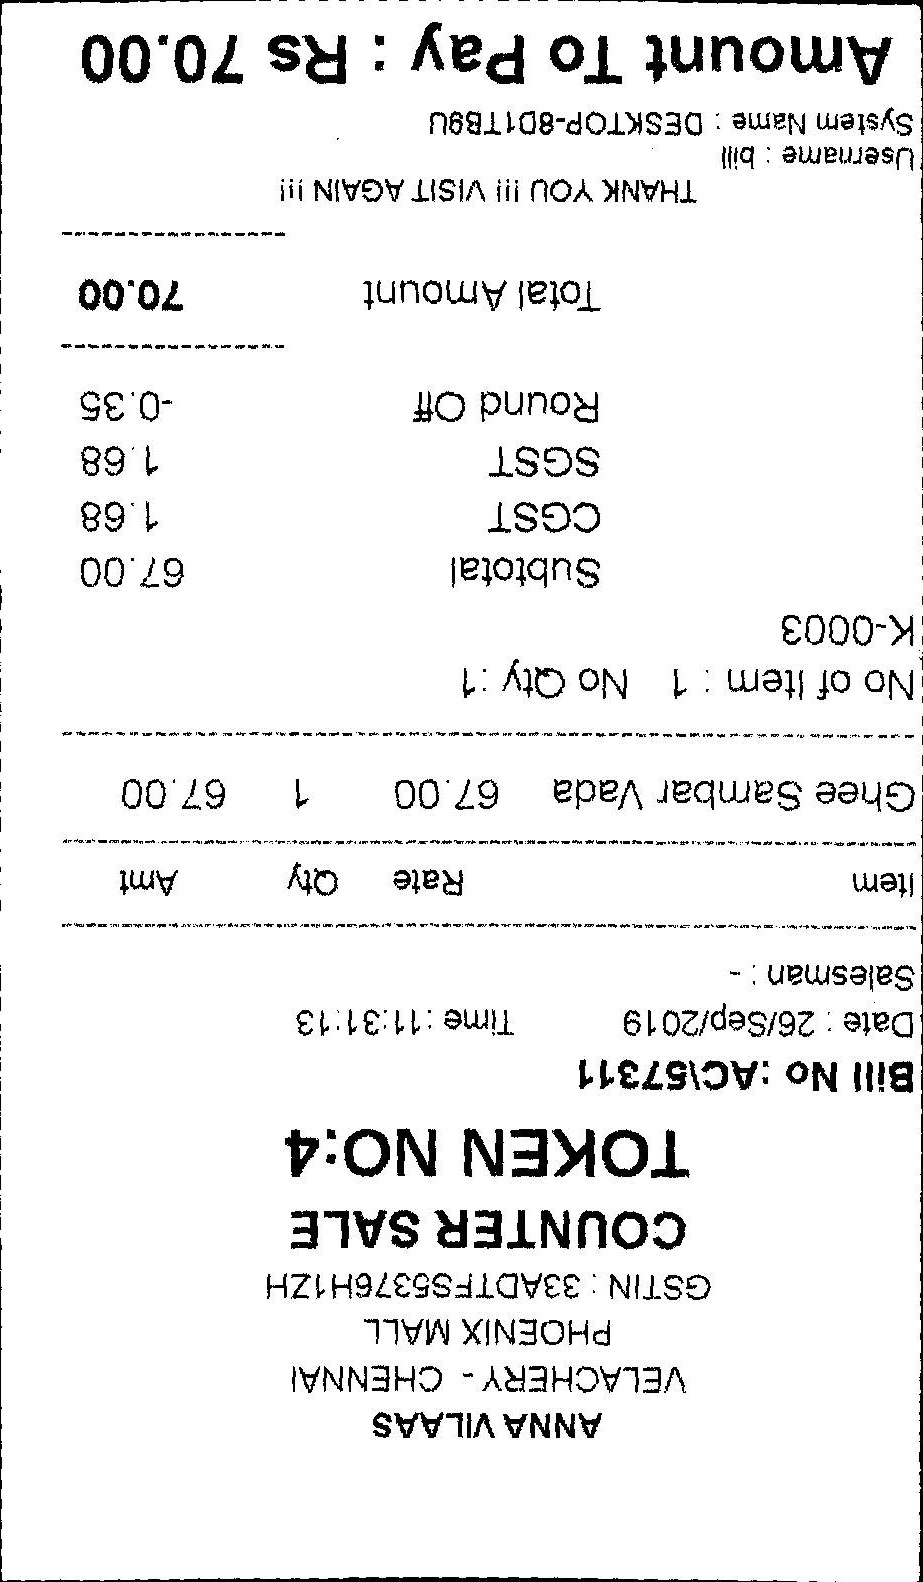 ANNA VILAAS
VELACHERY - CHENNAI
PHOENIX MALL
GSTIN : 33ADTFS5376H1ZH
COUNTER SALE
TOKEN NO:4
Bill No : AC\57311
Date : 26/Sep/2019 Time : 11:31:13
Salesman : -
Item Rate Qty Amt
Ghee Sambar Vada 67.00 1 67.00
No of Item : 1 No Qty : 1
K-0003
Subtotal 67.00
CGST 1.68
SGST 1.68
Round Off -0.35
Total Amount 70.00
THANK YOU !!! VISIT AGAIN !!!
Username : bill
System Name : DESKTOP-8D1TB9U
Amount To Pay : Rs 70.00